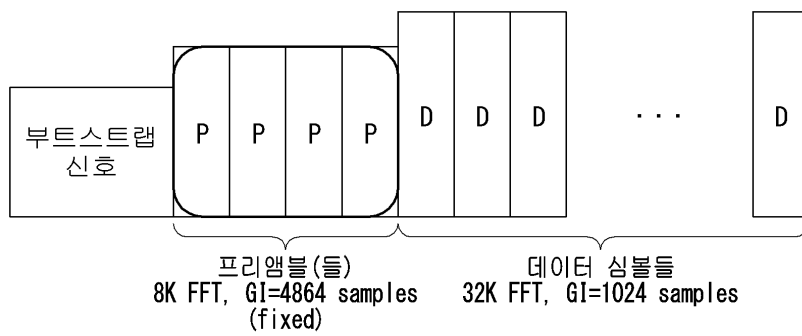 부트스트랩
신호
P P P P D D D ··· D
프리앰블(들)
8K FFT, GI=4864 samples
(fixed)
데이터 심볼들
32K FFT, GI=1024 samples